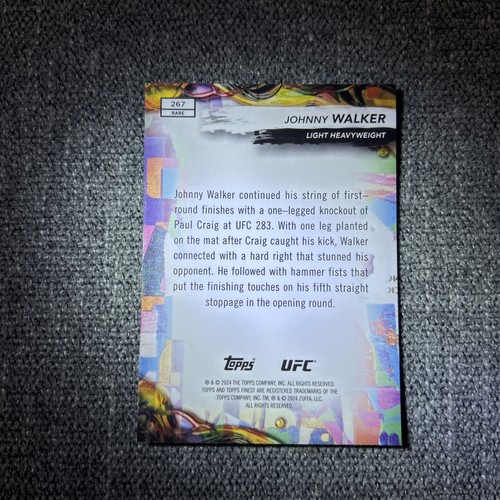 267
RARE
JOHNNY WALKER
LIGHT HEAVYWEIGHT
Johnny Walker continued his string of first-
round finishes with a one-legged knockout of
Paul Craig at UFC 283. With one leg planted
on the mat after Craig caught his kick, Walker
connected with a hard right that stunned his
opponent. He followed with hammer fists that
put the finishing touches on his fifth straight
stoppage in the opening round.
Topps UFC
® & © 2024 THE TOPPS COMPANY, INC. ALL RIGHTS RESERVED.
TOPPS AND TOPPS FINEST ARE REGISTERED TRADEMARKS OF THE
TOPPS COMPANY, INC. TM, ® & © 2024 ZUFFA, LLC.
ALL RIGHTS RESERVED.